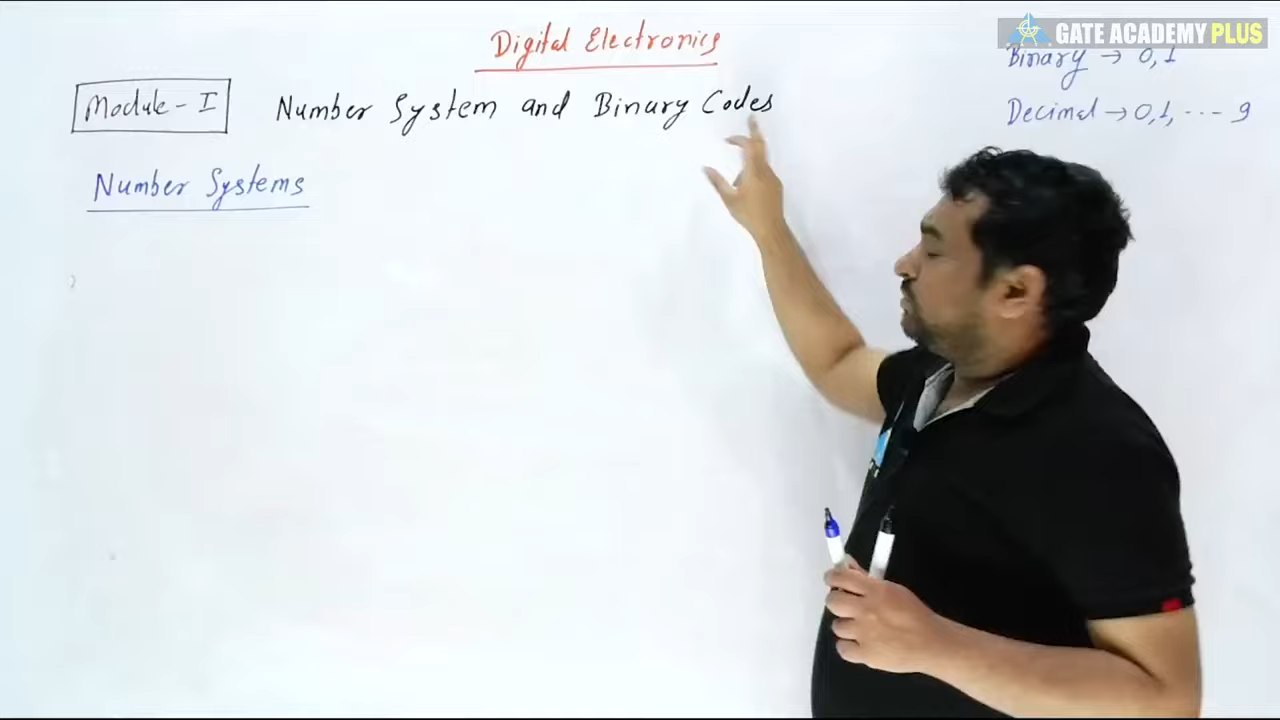 Digital Electronics
GATE ACADEMY PLUS
Binary → 0,1
Module - I Number System and Binary Codes
Decimal → 0,1, --- 9
Number Systems